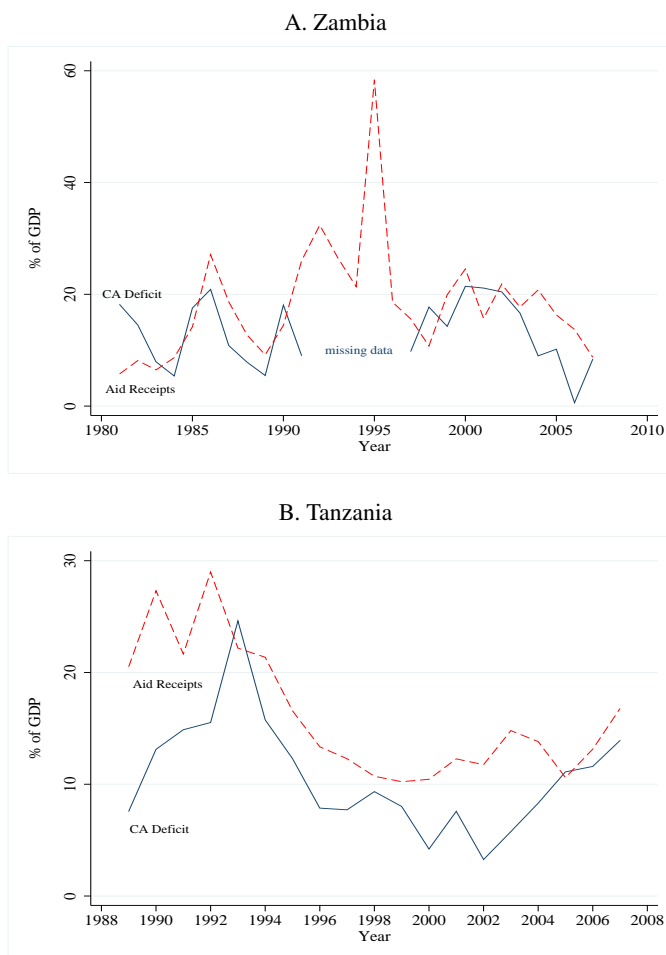 A. Zambia
60
40
20
0
% of GDP
CA Deficit
missing data
Aid Receipts
1980 1985 1990 1995 2000 2005 2010
Year
B. Tanzania
30
20
10
0
% of GDP
Aid Receipts
CA Deficit
1988 1990 1992 1994 1996 1998 2000 2002 2004 2006 2008
Year